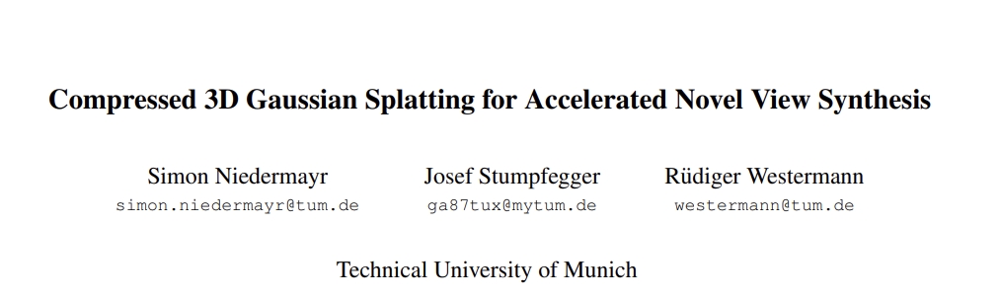 Compressed 3D Gaussian Splatting for Accelerated Novel View Synthesis
Simon Niedermayr Josef Stumpfegger Rüdiger Westermann
simon.niedermayr@tum.de ga87tux@mytum.de westermann@tum.de
Technical University of Munich